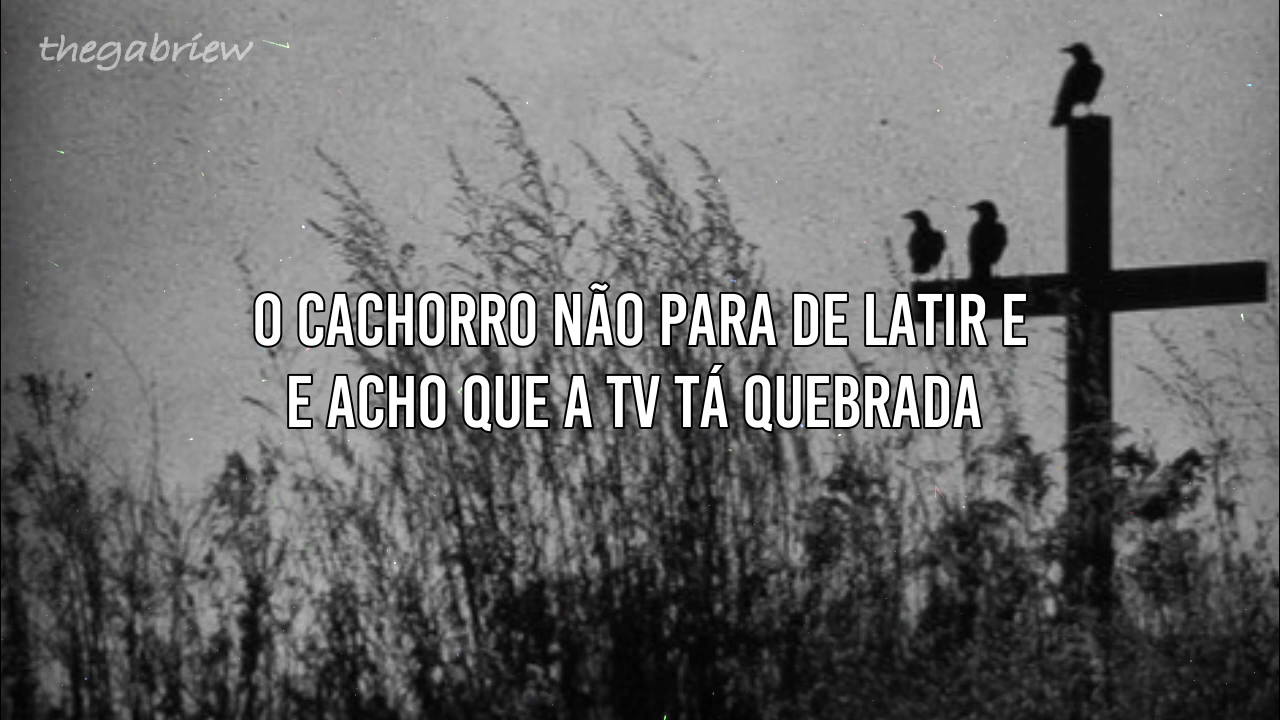 thegabriew
O CACHORRO NÃO PARA DE LATIR E
E ACHO QUE A TV TÁ QUEBRADA